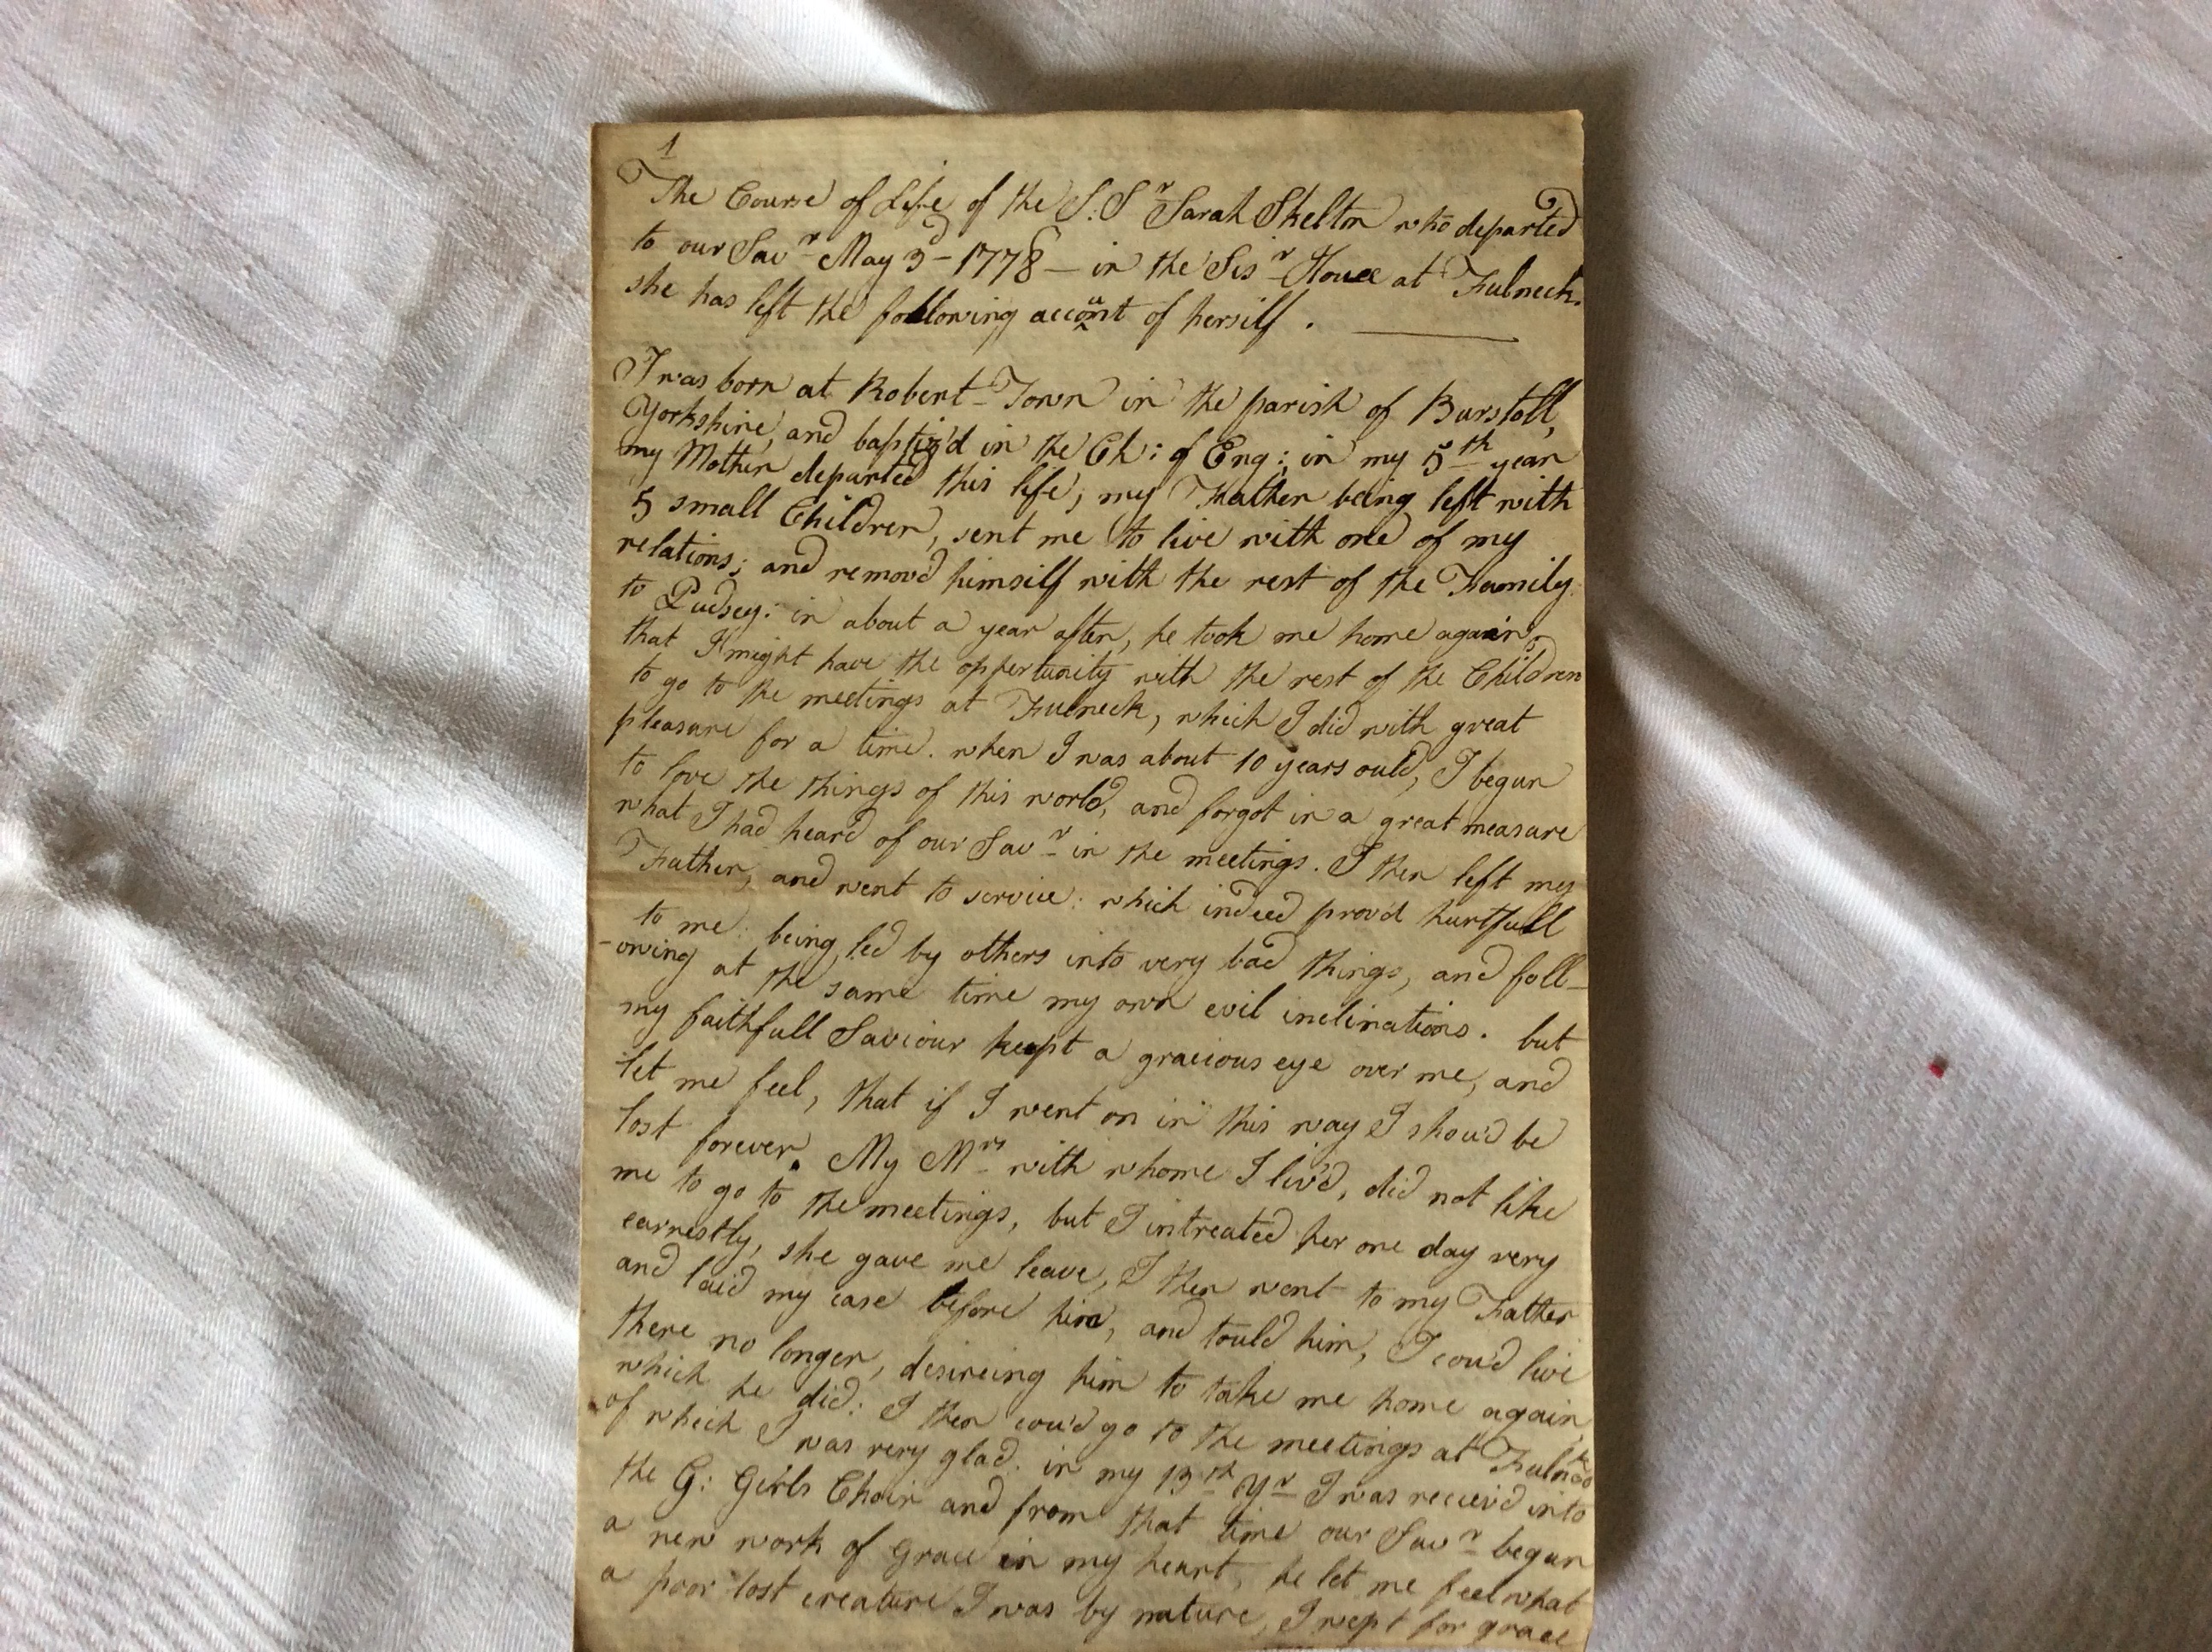 1
The Course of Life of the S:Sr Sarah Skelton who departed
to our Savr May 3d - 1778 - in the Sisr House at Fulneck.
she has left the following account of herself.
I was born at Robert-Town in the parish of Burstoll,
Yorkshire, and baptiz'd in the Ch: of Eng:; in my 5th year
my Mother departed this life; my Father being left with
5 small Children, sent me to live with one of my
relations; and remov'd himself with the rest of the Family
to Pudsey: in about a year after, he took me home again,
that I might have the oppertunity with the rest of the Children
to go to the meetings at Fulneck, which I did with great
pleasure for a time. when I was about 10 years ould, I begun
to love the things of this world, and forgot in a great measure
what I had heard of our Savr in the meetings. I then left my
Father, and went to service: which indeed prov'd hurtfull
to me: being led by others into very bad things, and foll-
-owing at the same time my own evil inclinations. but
my faithfull Saviour keept a gracious eye over me, and
let me feel, that if I went on in this way I shou'd be
lost forever. My Mrs with whome I liv'd, did not like
me to go to the meetings, but I intreated her one day very
earnestly, she gave me leave, I then went to my Father
and laid my case before him, and tould him, I cou'd live
there no longer, desireing him to take me home again,
which he did: I then cou'd go to the meetings at Fulneck
of which I was very glad. in my 13th Yr I was receiv'd into
the G: Girls Choir and from that time our Savr begun
a new work of Grace in my heart, he let me feel what
a poor lost creature I was by nature, I wept for grace